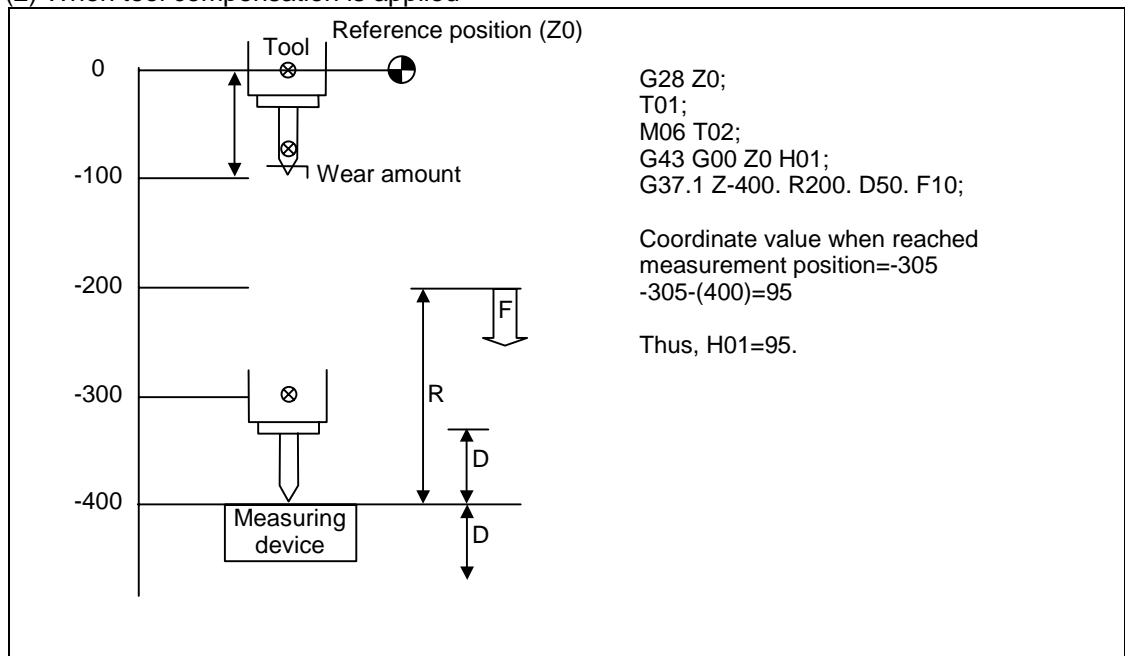 (2) When tool compensation is applied
Reference position (Z0)
Tool
0
-100
Wear amount
-200
F
-300
R
D
-400
Measuring
device
D
G28 Z0;
T01;
M06 T02;
G43 G00 Z0 H01;
G37.1 Z-400. R200. D50. F10;
Coordinate value when reached
measurement position=-305
-305-(400)=95
Thus, H01=95.